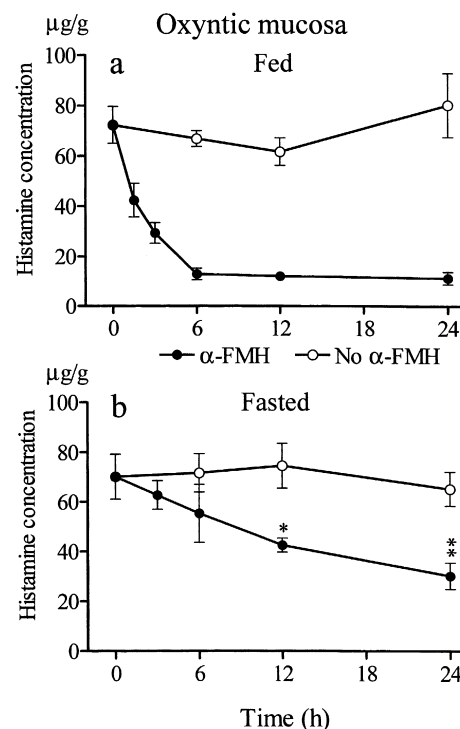 μg/g
Oxyntic mucosa
a
Fed
Histamine concentration
100
80
60
40
20
0
0 6 12 18 24
α-FMH No α-FMH
μg/g
b
Fasted
Histamine concentration
100
80
60
40
20
0
*
**
0 6 12 18 24
Time (h)